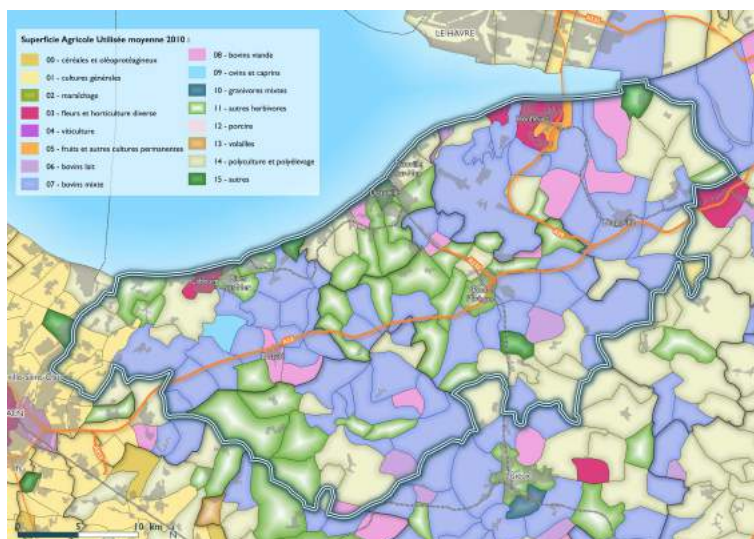 Superficie Agricole Utilisée moyenne 2010 :
00 - céréales et oléoprotéagineux
01 - cultures générales
02 - maraîchage
03 - fleurs et horticulture diverse
04 - viticulture
05 - fruits et autres cultures permanentes
06 - bovins lait
07 - bovins mixte
08 - bovins viande
09 - ovins et caprins
10 - granivores mixtes
11 - autres herbivores
12 - porcins
13 - volailles
14 - polyculture et polyélevage
15 - autres
LE HAVRE
Honfleur
Deauville
0 5 10 km
N